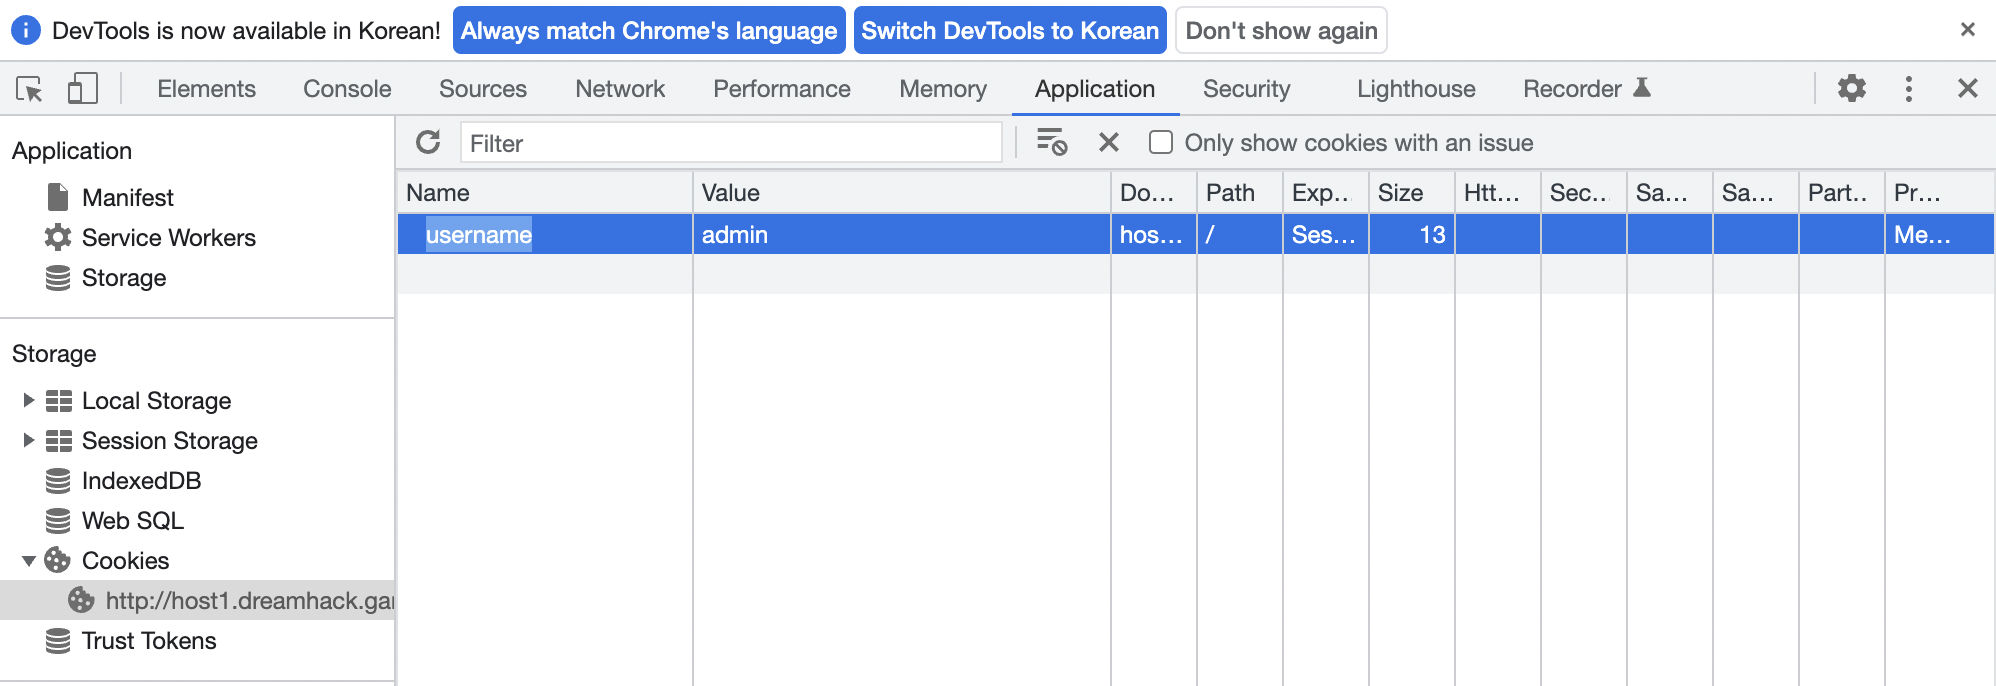 DevTools is now available in Korean! Always match Chrome's language Switch DevTools to Korean Don't show again
Elements Console Sources Network Performance Memory Application Security Lighthouse Recorder
Application
Manifest
Service Workers
Storage
Storage
Local Storage
Session Storage
IndexedDB
Web SQL
Cookies
http://host1.dreamhack.gar
Trust Tokens
Filter Only show cookies with an issue
Name Value Do... Path Exp... Size Htt... Sec... Sa... Sa... Part.. Pr...
username admin hos... / Ses... 13 Me...